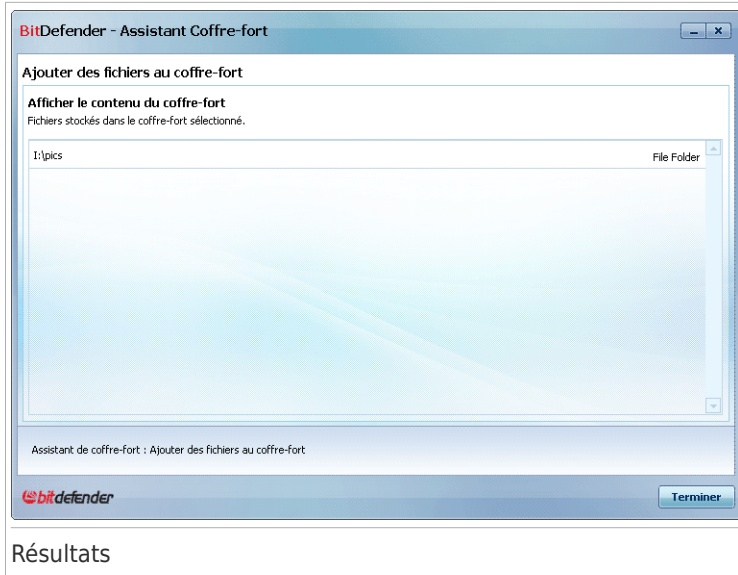 BitDefender - Assistant Coffre-fort
Ajouter des fichiers au coffre-fort
Afficher le contenu du coffre-fort
Fichiers stockés dans le coffre-fort sélectionné.
I:\pics File Folder
Assistant de coffre-fort : Ajouter des fichiers au coffre-fort
bitdefender Terminer
Résultats